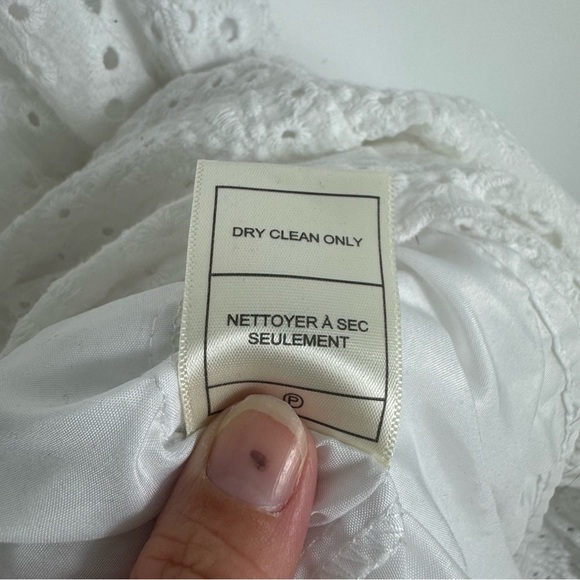 DRY CLEAN ONLY
NETTOYER À SEC
SEULEMENT
Ⓟ